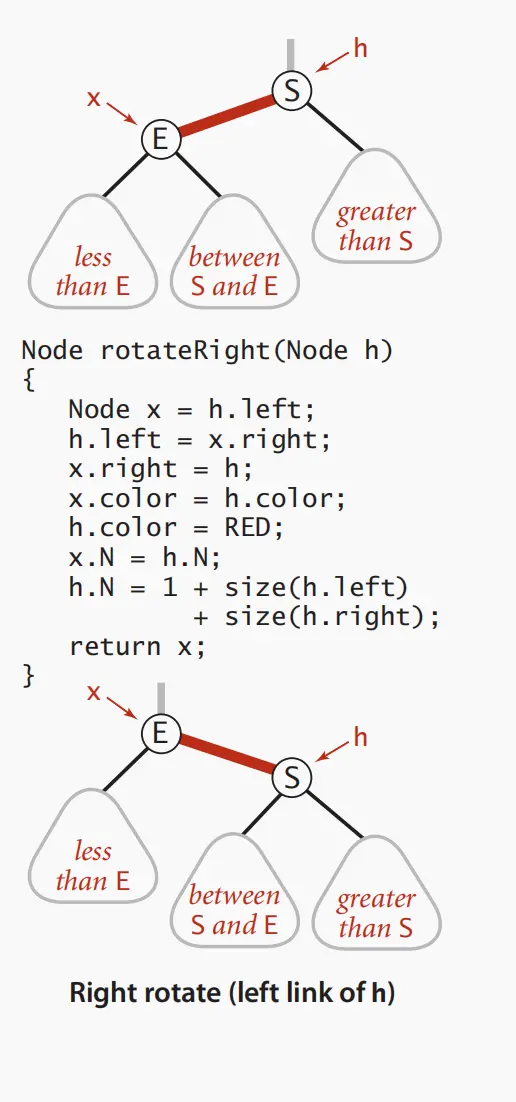 h
S
x
E
greater
than S
less
than E
between
S and E
Node rotateRight(Node h)
{
   Node x = h.left;
   h.left = x.right;
   x.right = h;
   x.color = h.color;
   h.color = RED;
   x.N = h.N;
   h.N = 1 + size(h.left)
           + size(h.right);
   return x;
}
x
E
h
S
less
than E
between
S and E
greater
than S
Right rotate (left link of h)